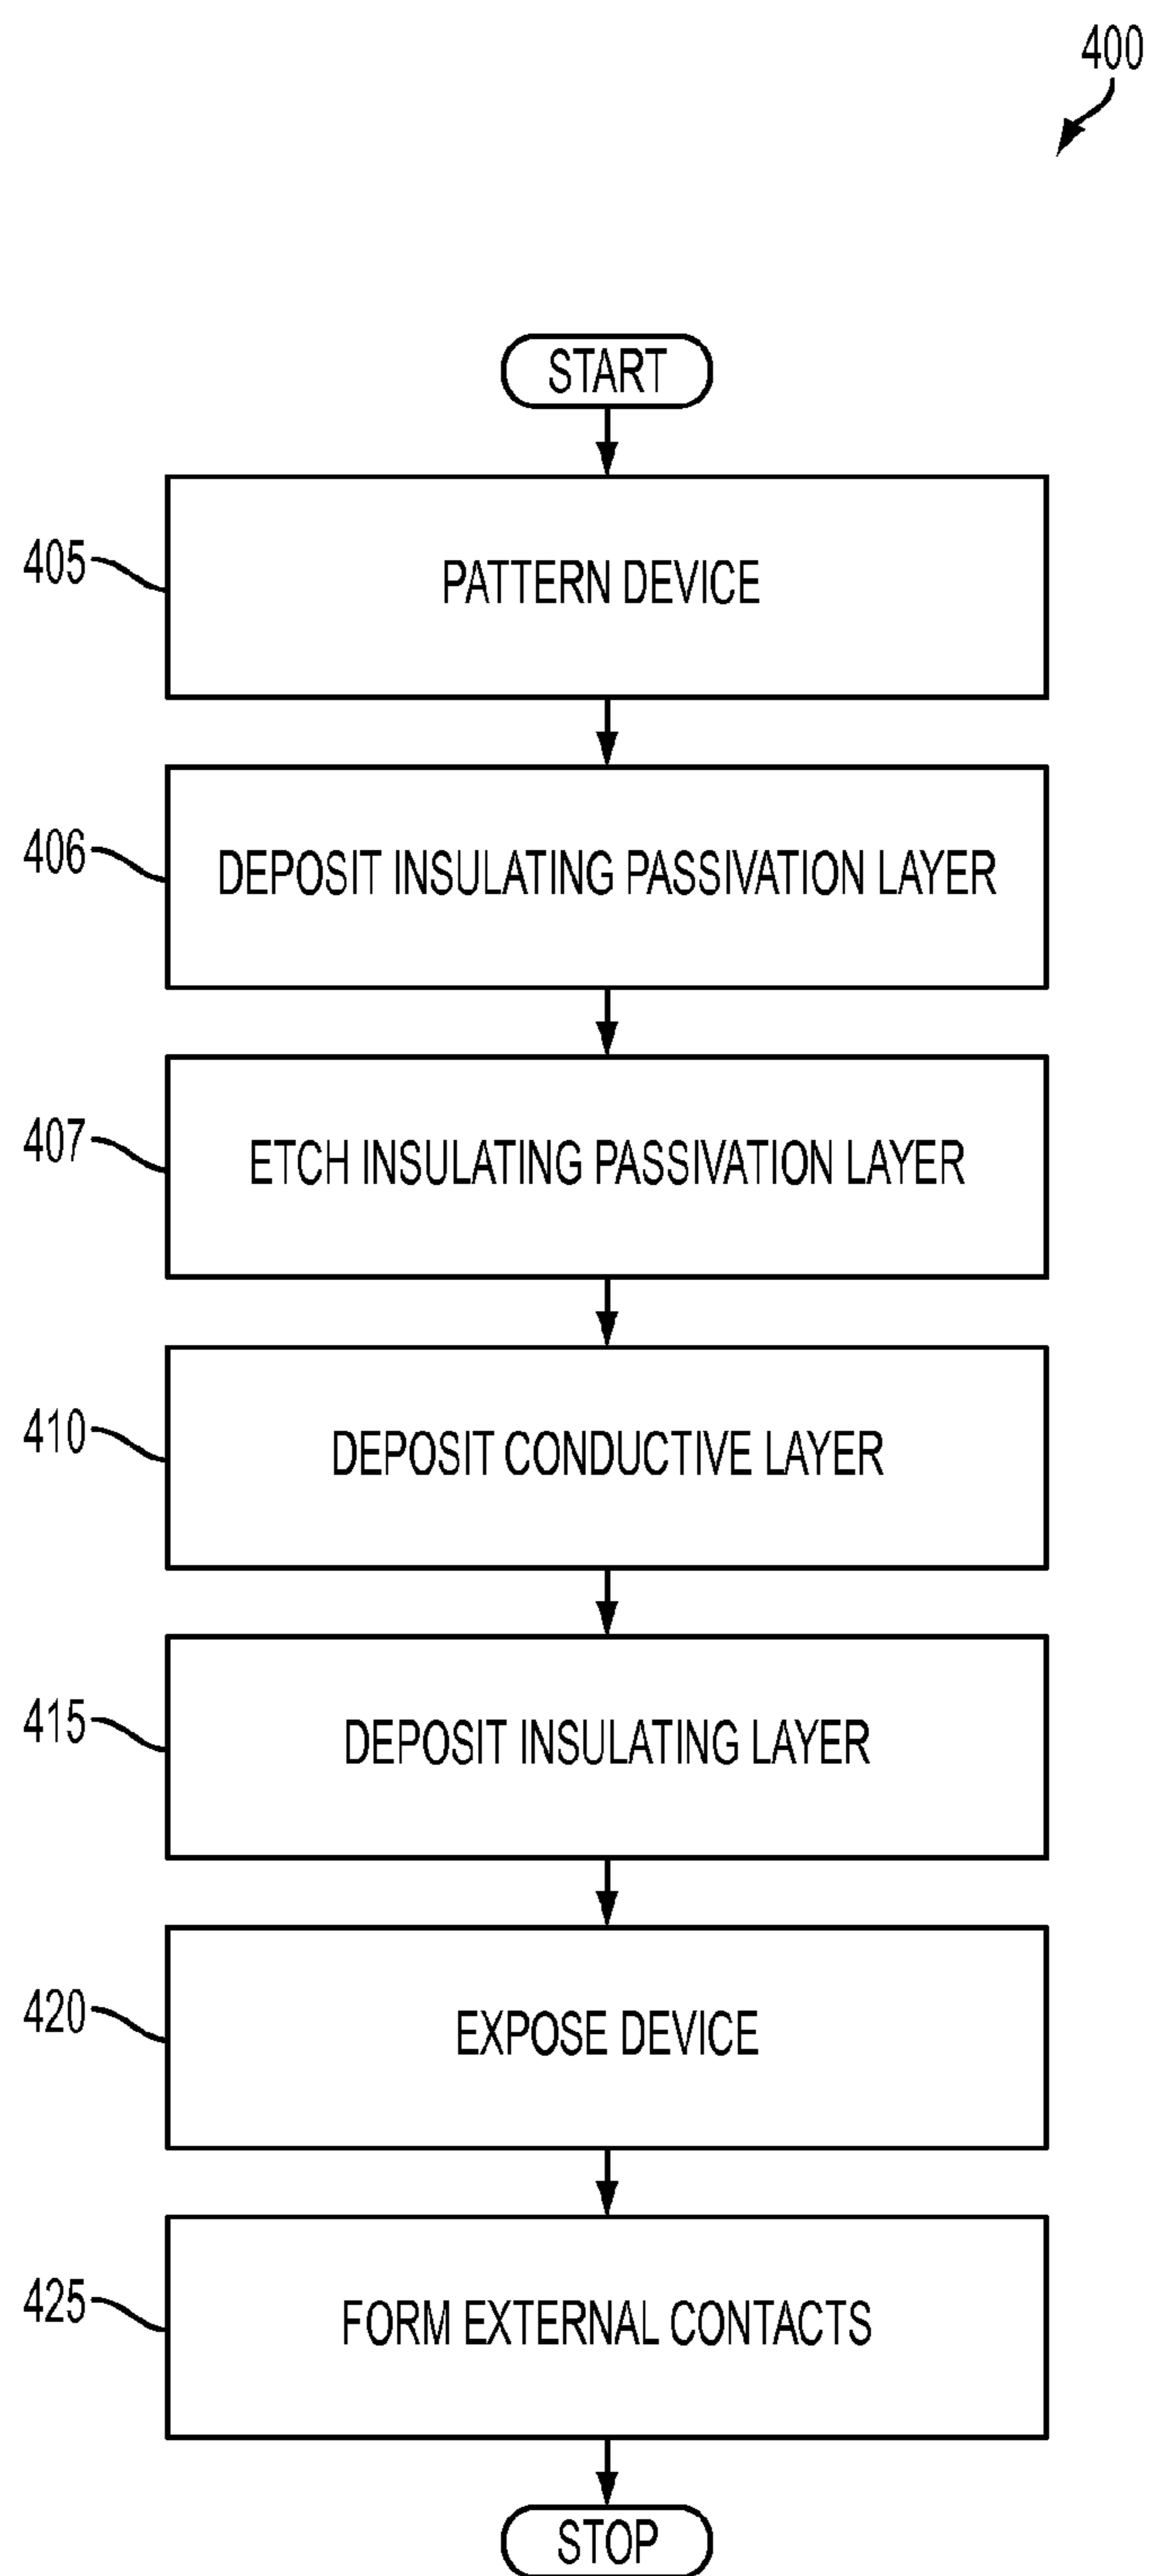 400
START
405
PATTERN DEVICE
406
DEPOSIT INSULATING PASSIVATION LAYER
407
ETCH INSULATING PASSIVATION LAYER
410
DEPOSIT CONDUCTIVE LAYER
415
DEPOSIT INSULATING LAYER
420
EXPOSE DEVICE
425
FORM EXTERNAL CONTACTS
STOP